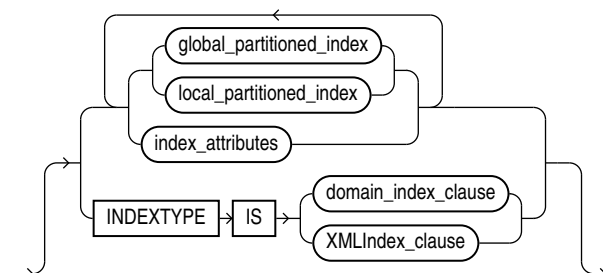 global_partitioned_index
local_partitioned_index
index_attributes
domain_index_clause
INDEXTYPE IS
XMLIndex_clause